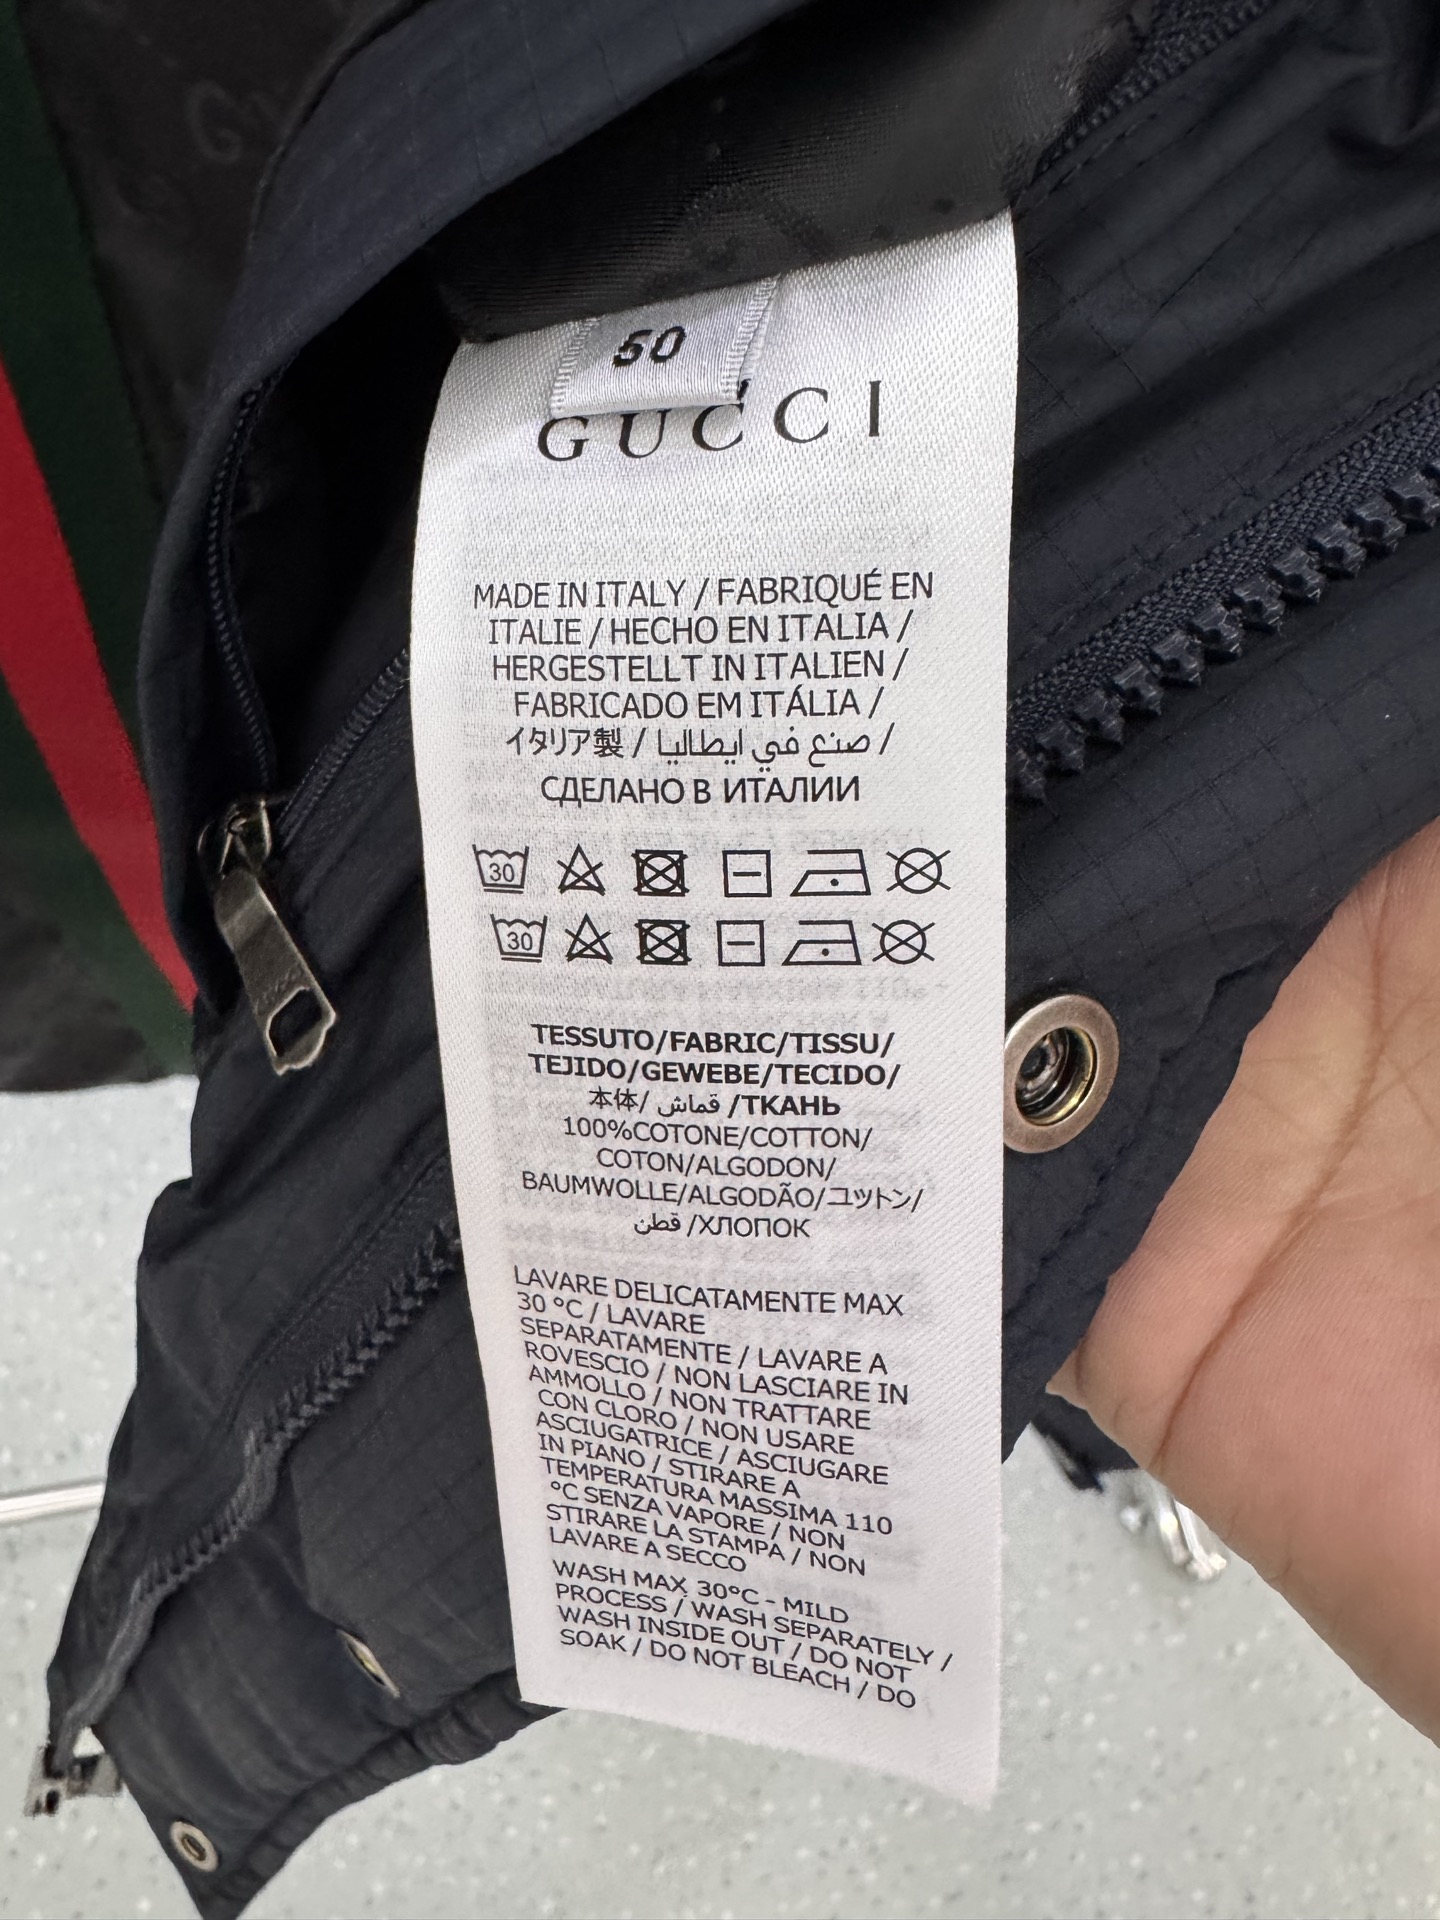 50
GUCCI
MADE IN ITALY / FABRIQUÉ EN
ITALIE / HECHO EN ITALIA /
HERGESTELLT IN ITALIEN /
FABRICADO EM ITÁLIA /
イタリア製 / صنع في ايطاليا /
СДЕЛАНО В ИТАЛИИ
30
30
TESSUTO/FABRIC/TISSU/
TEJIDO/GEWEBE/TECIDO/
本体/ قماش /ТКАНЬ
100%COTONE/COTTON/
COTON/ALGODON/
BAUMWOLLE/ALGODÃO/コットン/
قطن /ХЛОПОК
LAVARE DELICATAMENTE MAX
30 °C / LAVARE
SEPARATAMENTE / LAVARE A
ROVESCIO / NON LASCIARE IN
AMMOLLO / NON TRATTARE
CON CLORO / NON USARE
ASCIUGATRICE / ASCIUGARE
IN PIANO / STIRARE A
TEMPERATURA MASSIMA 110
°C SENZA VAPORE / NON
STIRARE LA STAMPA / NON
LAVARE A SECCO
WASH MAX 30°C - MILD
PROCESS / WASH SEPARATELY /
WASH INSIDE OUT / DO NOT
SOAK / DO NOT BLEACH / DO